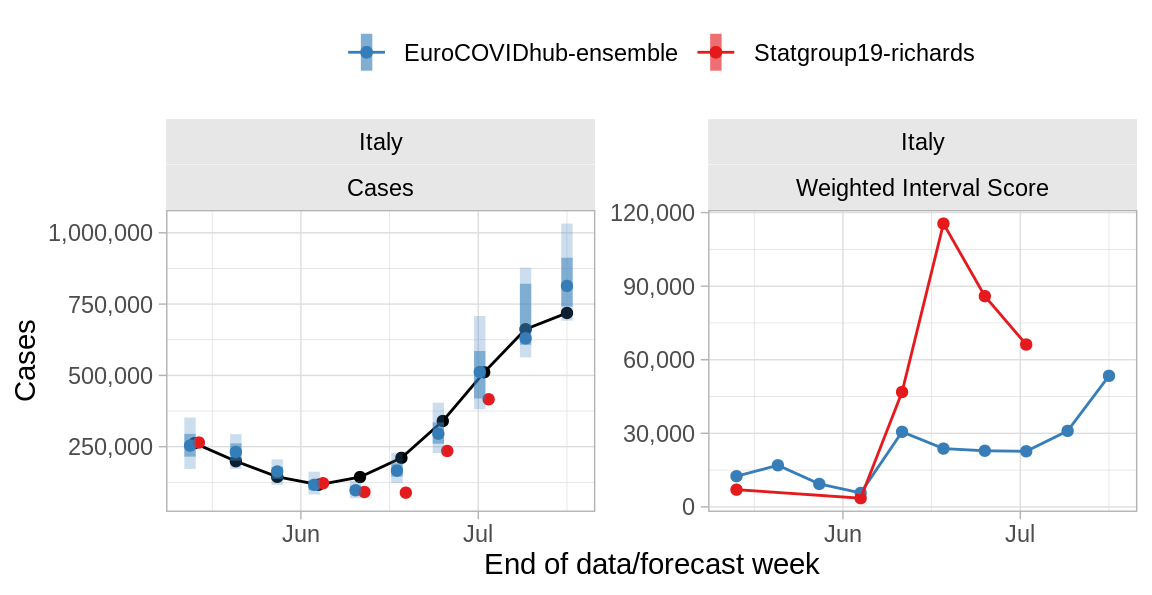 EuroCOVIDhub-ensemble Statgroup19-richards
Italy
Cases
Italy
Weighted Interval Score
Cases
1,000,000
750,000
500,000
250,000
Jun Jul
120,000
90,000
60,000
30,000
0
Jun Jul
End of data/forecast week